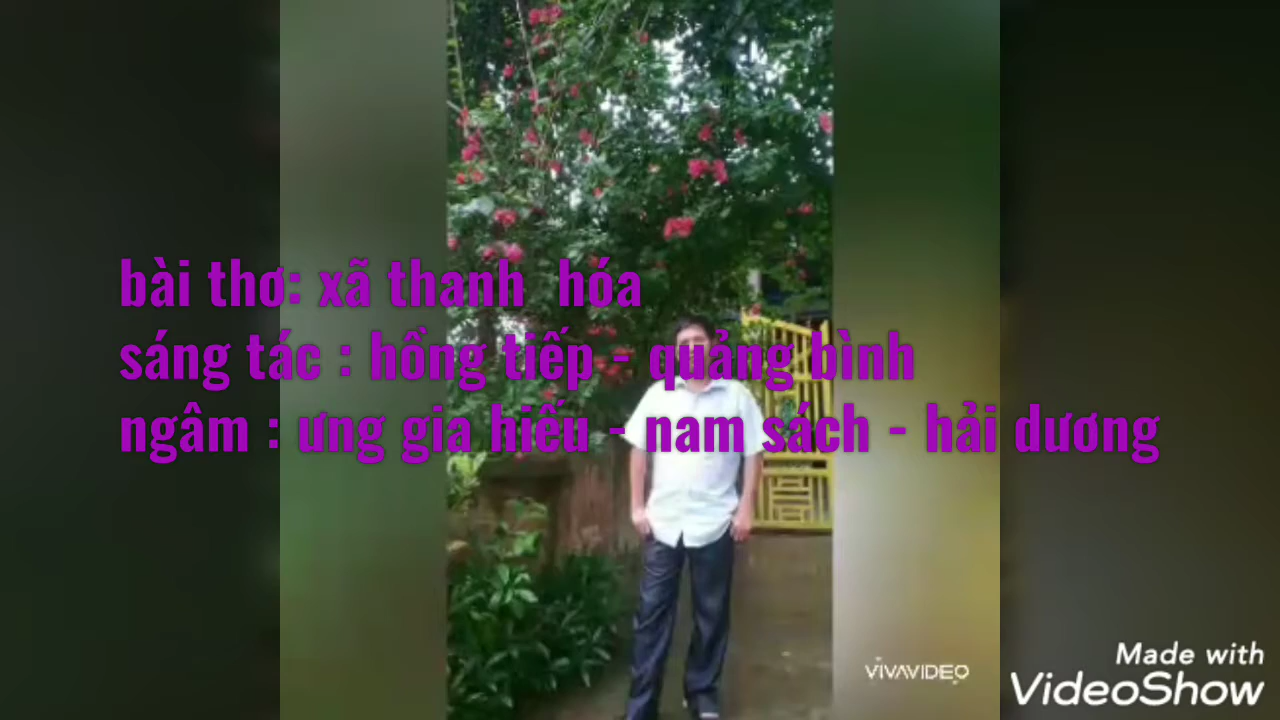 bài thơ: xã thanh hóa
sáng tác : hồng tiếp - quảng bình
ngâm : ưng gia hiếu - nam sách - hải dương
VIVAVIDEO
Made with
VideoShow